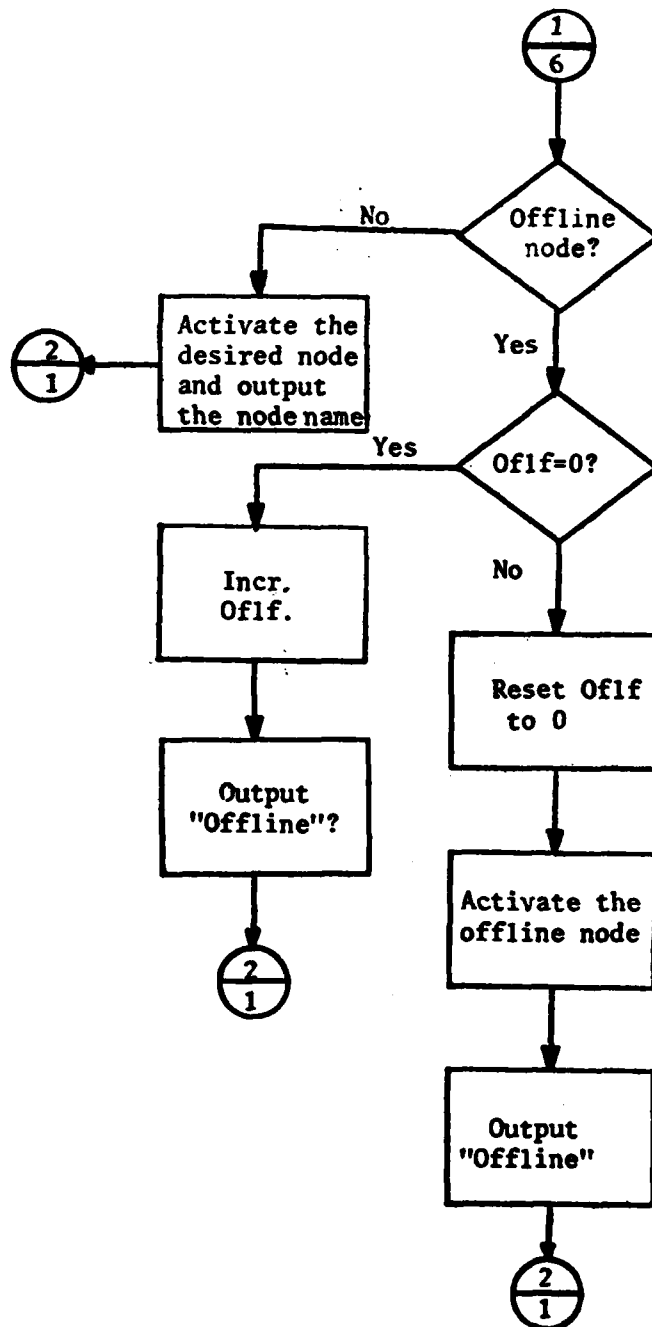 1
6
Offline
node?
No
Yes
Activate the
desired node
and output
the node name
2
1
Oflf=0?
Yes
No
Incr.
Oflf.
Reset Oflf
to 0
Output
"Offline"?
Activate the
offline node
2
1
Output
"Offline"
2
1